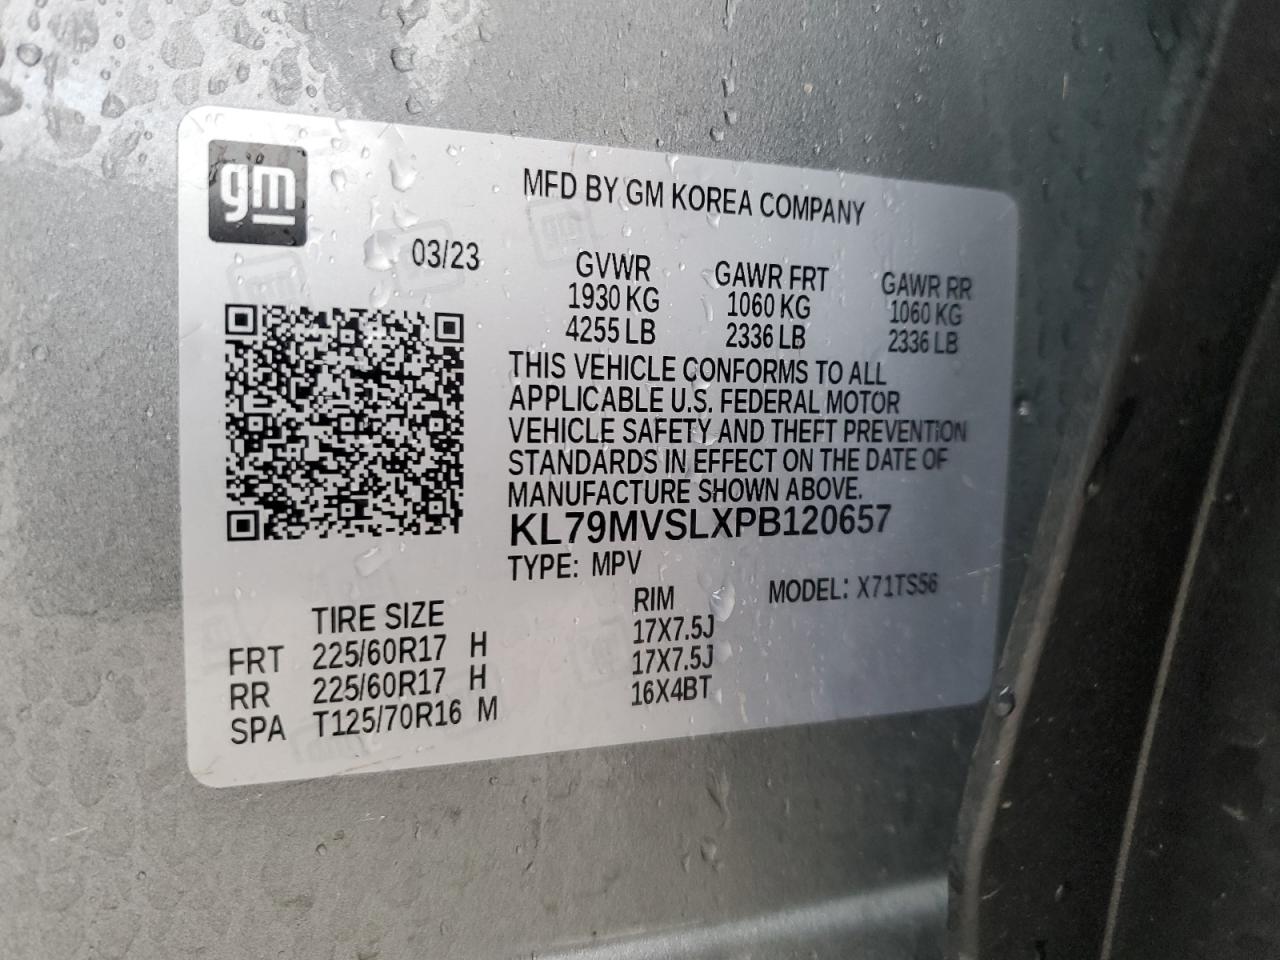 gm
MFD BY GM KOREA COMPANY
03/23
GVWR GAWR FRT GAWR RR
1930 KG 1060 KG 1060 KG
4255 LB 2336 LB 2336 LB
THIS VEHICLE CONFORMS TO ALL
APPLICABLE U.S. FEDERAL MOTOR
VEHICLE SAFETY AND THEFT PREVENTION
STANDARDS IN EFFECT ON THE DATE OF
MANUFACTURE SHOWN ABOVE.
KL79MVSLXPB120657
TYPE: MPV
MODEL: X71TS56
TIRE SIZE RIM
FRT 225/60R17 H 17X7.5J
RR 225/60R17 H 17X7.5J
SPA T125/70R16 M 16X4BT